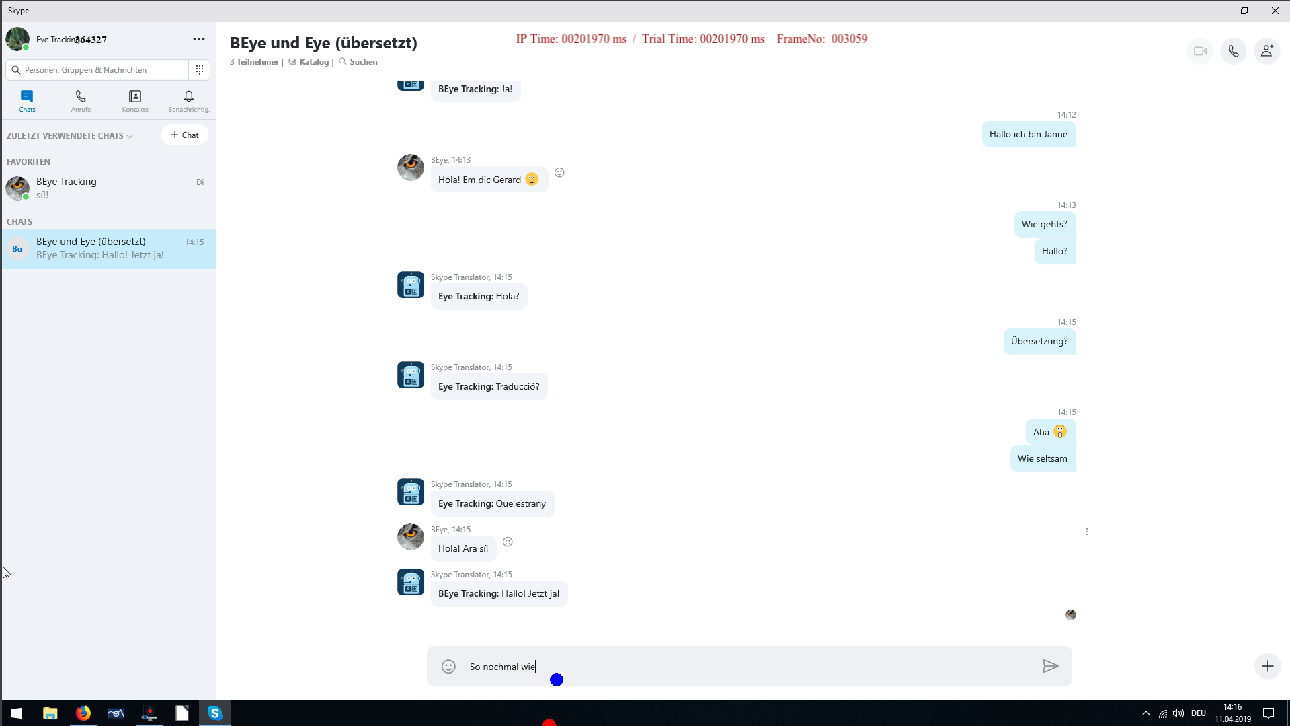 Skype
IP Time: 00201970 ms / Trial Time: 00201970 ms FrameNo: 003059
364327
BEye und Eye (übersetzt)
3 Teilnehmer | Katalog | Suchen
Personen, Gruppen & Nachrichten
Chats
Anrufe
Kontakte
Benachrichtig.
ZULETZT VERWENDETE CHATS
+ Chat
FAVORITEN
BEye Tracking
Di
sí!!
CHATS
Bu
BEye und Eye (übersetzt)
14:15
BEye Tracking: Hallo! Jetzt ja!
BEye Tracking: Ja!
14:12
Hallo ich bin Janne
BEye, 14:13
Hola! Em dic Gerard
14:13
Wie gehts?
Hallo?
Skype Translator, 14:15
Eye Tracking: Hola?
14:15
Übersetzung?
Skype Translator, 14:15
Eye Tracking: Traducció?
14:15
Aha
Wie seltsam
Skype Translator, 14:15
Eye Tracking: Que estrany
BEye, 14:15
Hola! Ara sí!
Skype Translator, 14:15
BEye Tracking: Hallo! Jetzt ja!
So nochmal wie
DEU
14:16
11.04.2019